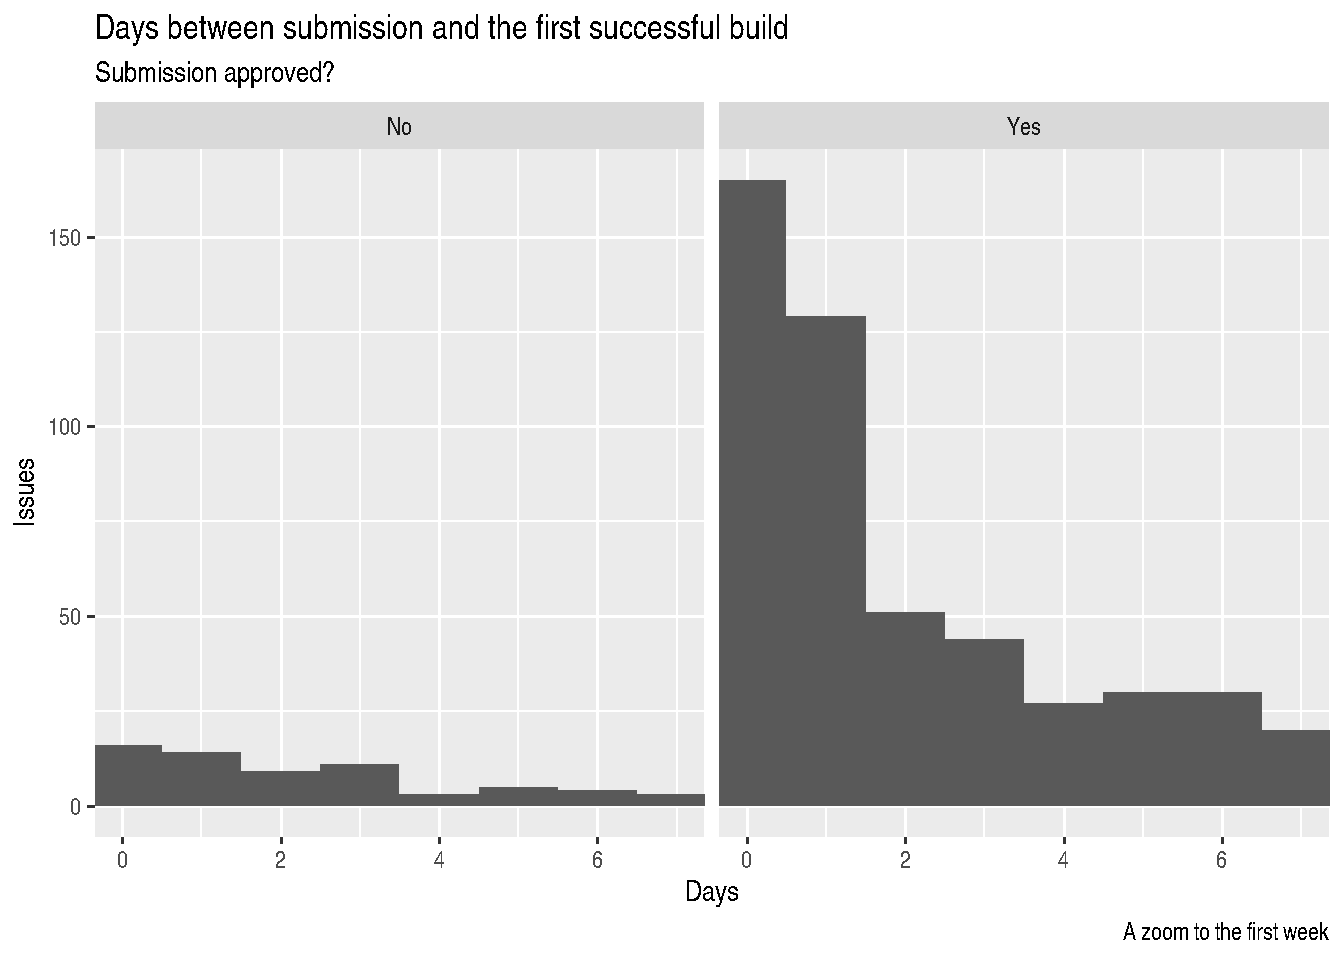 Days between submission and the first successful build
Submission approved?
No
Yes
150
100
50
0
Issues
0 2 4 6
0 2 4 6
Days
A zoom to the first week